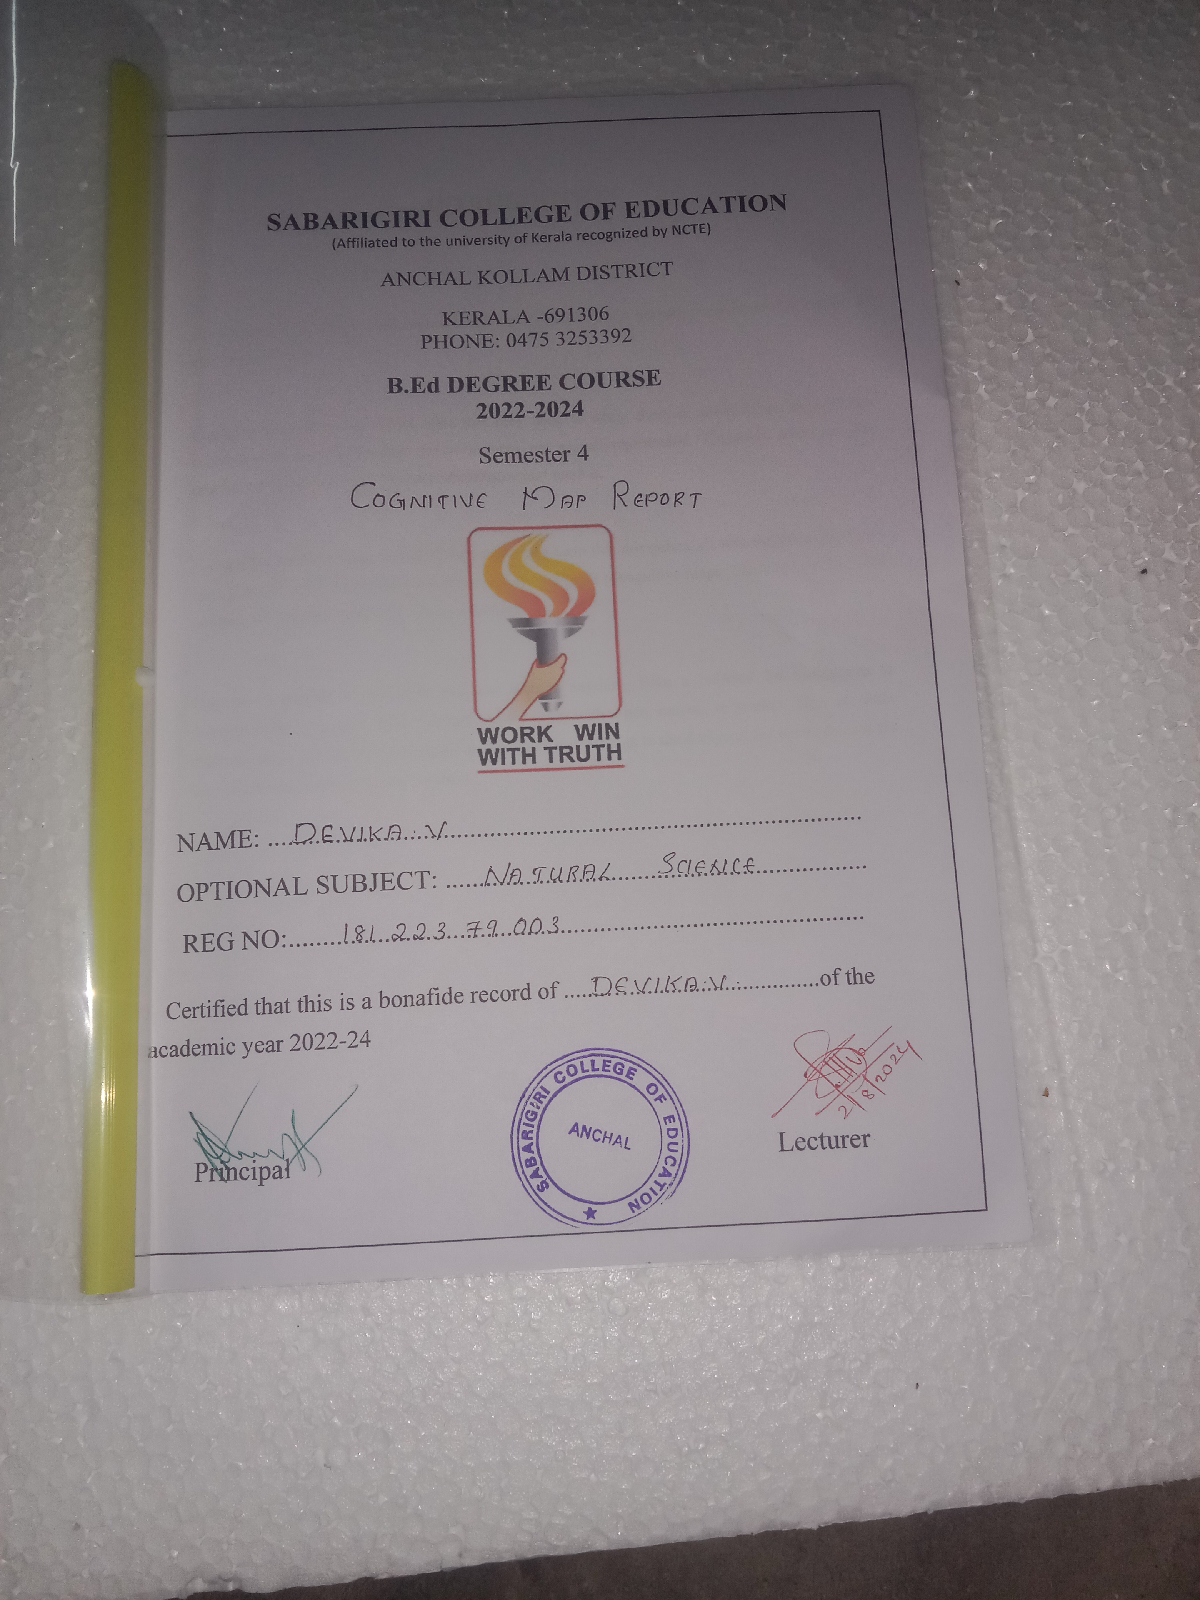 SABARIGIRI COLLEGE OF EDUCATION
(Affiliated to the university of Kerala recognized by NCTE)
ANCHAL KOLLAM DISTRICT
KERALA -691306
PHONE: 0475 3253392
B.Ed DEGREE COURSE
2022-2024
Semester 4
COGNITIVE MAP REPORT
WORK WIN
WITH TRUTH
NAME: ....DEVIKA. V............................................................
OPTIONAL SUBJECT: ......NATURAL SCIENCE..................
REG NO:........181 223 79 003..................................................
Certified that this is a bonafide record of .....DEVIKA. V...............of the
academic year 2022-24
2/8/2024
Principal
SABARIGIRI COLLEGE OF EDUCATION
ANCHAL
Lecturer